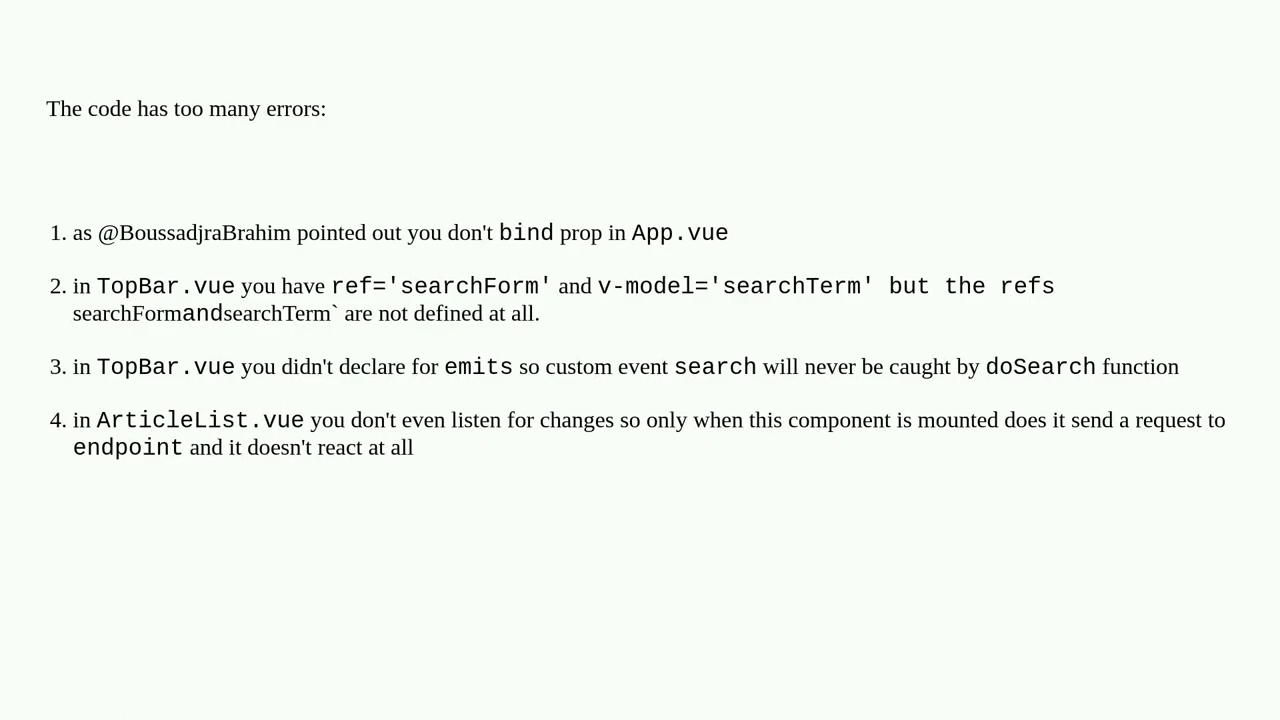 The code has too many errors:
1. as @BoussadjraBrahim pointed out you don't bind prop in App.vue
2. in TopBar.vue you have ref='searchForm' and v-model='searchTerm' but the refs
searchFormandsearchTerm` are not defined at all.
3. in TopBar.vue you didn't declare for emits so custom event search will never be caught by doSearch function
4. in ArticleList.vue you don't even listen for changes so only when this component is mounted does it send a request to
endpoint and it doesn't react at all